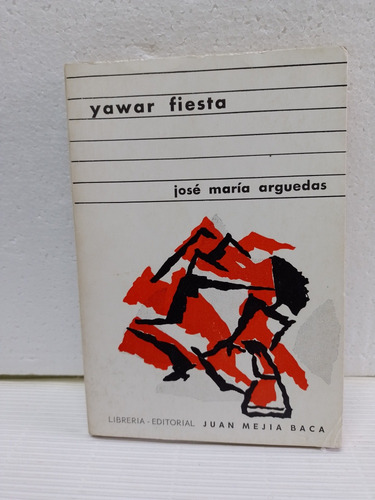 yawar fiesta
josé maría arguedas
LIBRERIA - EDITORIAL JUAN MEJIA BACA